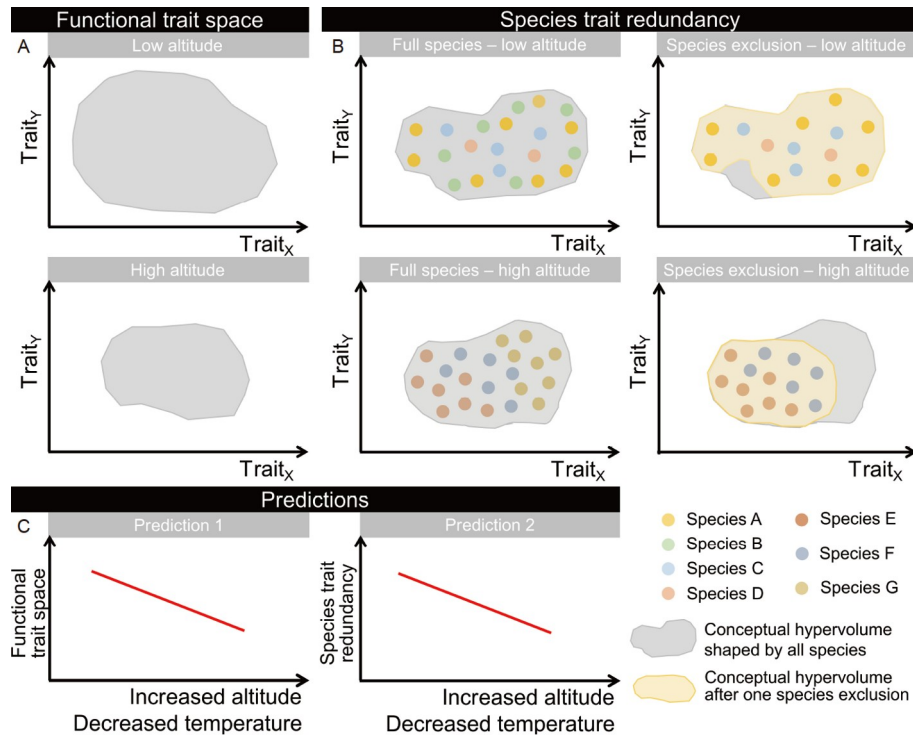 Functional trait space
Species trait redundancy
A
Low altitude
B
Full species – low altitude
Species exclusion – low altitude
TraitY
TraitX
TraitY
TraitX
TraitY
TraitX
High altitude
Full species – high altitude
Species exclusion – high altitude
TraitY
TraitX
TraitY
TraitX
TraitY
TraitX
Predictions
C
Prediction 1
Prediction 2
Functional
trait space
Increased altitude
Decreased temperature
Species trait
redundancy
Increased altitude
Decreased temperature
Species A
Species B
Species C
Species D
Species E
Species F
Species G
Conceptual hypervolume
shaped by all species
Conceptual hypervolume
after one species exclusion